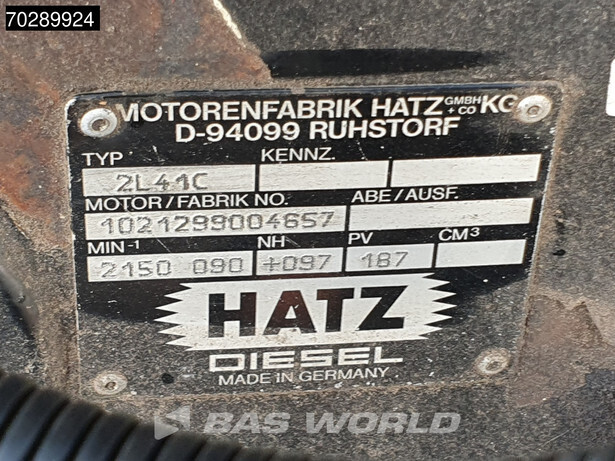 70289924
MOTORENFABRIK HATZ GMBH + CO KG
D-94099 RUHSTORF
TYP KENNZ.
2L41C
MOTOR/FABRIK NO. ABE/AUSF.
1021299004657
MIN-1 NH PV CM3
2150 090 +097 187
HATZ
DIESEL
MADE IN GERMANY
BAS WORLD